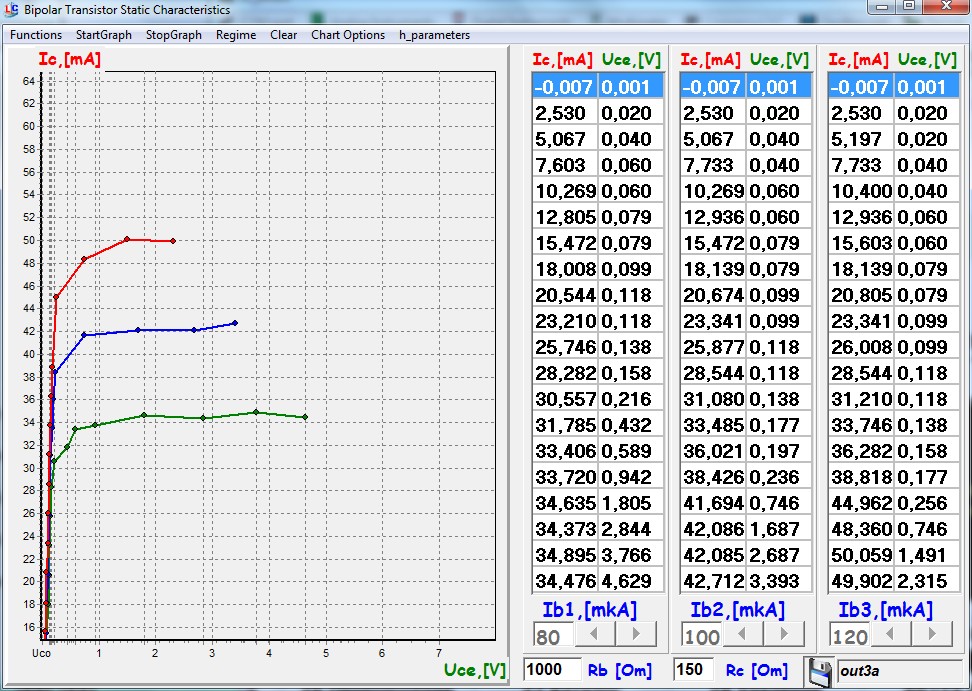 Bipolar Transistor Static Characteristics
Functions StartGraph StopGraph Regime Clear Chart Options h_parameters
Ic,[mA]
64
62
60
58
56
54
52
50
48
46
44
42
40
38
36
34
32
30
28
26
24
22
20
18
16
Uco 1 2 3 4 5 6 7
Uce,[V]
Ic,[mA] Uce,[V] Ic,[mA] Uce,[V] Ic,[mA] Uce,[V]
-0,007 0,001 -0,007 0,001 -0,007 0,001
2,530 0,020 2,530 0,020 2,530 0,020
5,067 0,040 5,067 0,040 5,197 0,020
7,603 0,060 7,733 0,040 7,733 0,040
10,269 0,060 10,269 0,060 10,400 0,040
12,805 0,079 12,936 0,060 12,936 0,060
15,472 0,079 15,472 0,079 15,603 0,060
18,008 0,099 18,139 0,079 18,139 0,079
20,544 0,118 20,674 0,099 20,805 0,079
23,210 0,118 23,341 0,099 23,341 0,099
25,746 0,138 25,877 0,118 26,008 0,099
28,282 0,158 28,544 0,118 28,544 0,118
30,557 0,216 31,080 0,138 31,210 0,118
31,785 0,432 33,485 0,177 33,746 0,138
33,406 0,589 36,021 0,197 36,282 0,158
33,720 0,942 38,426 0,236 38,818 0,177
34,635 1,805 41,694 0,746 44,962 0,256
34,373 2,844 42,086 1,687 48,360 0,746
34,895 3,766 42,085 2,687 50,059 1,491
34,476 4,629 42,712 3,393 49,902 2,315
Ib1,[mkA] Ib2,[mkA] Ib3,[mkA]
80 100 120
1000 Rb [Om] 150 Rc [Om] out3a